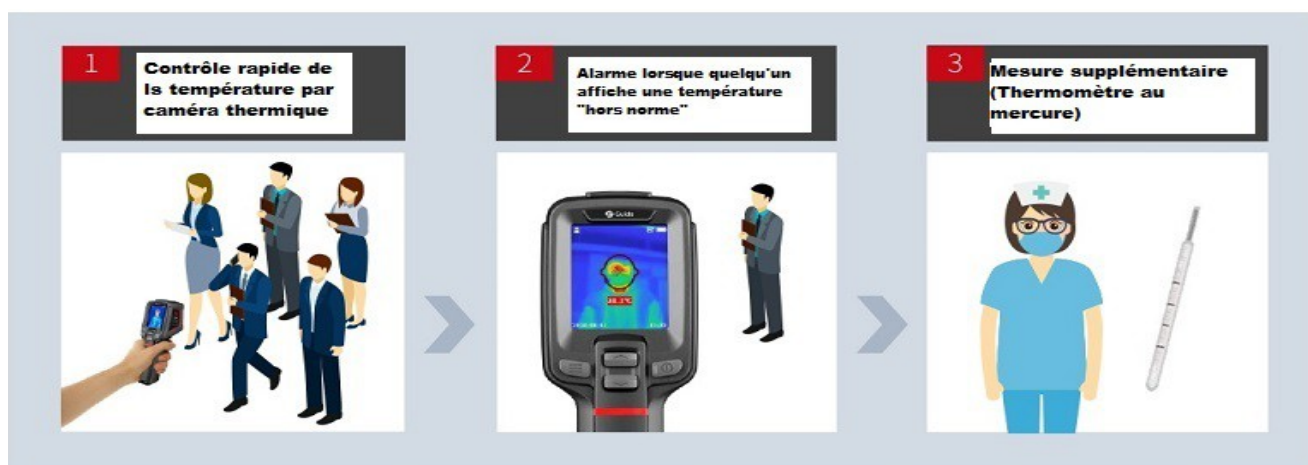 1
Contrôle rapide de
ls température par
caméra thermique
2
Alarme lorsque quelqu'un
affiche une température
"hors norme"
3
Mesure supplémentaire
(Thermomètre au
mercure)
Guide